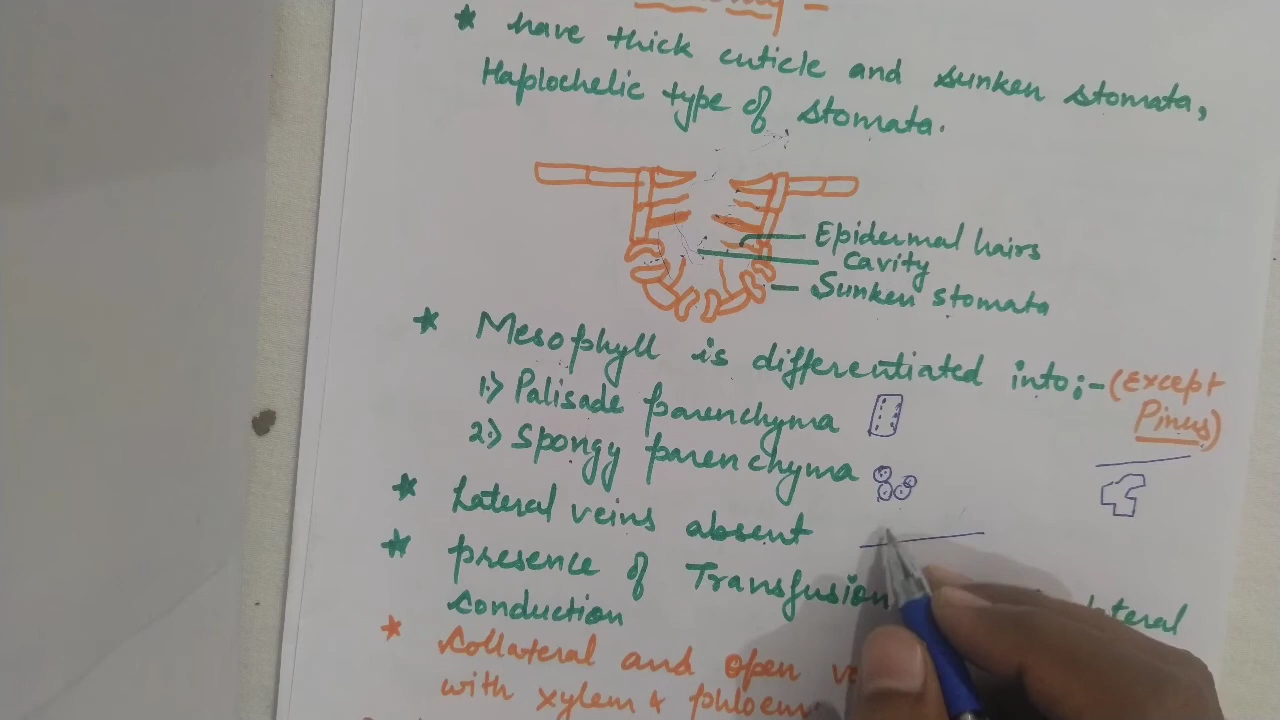 * have thick cuticle and sunken stomata,
Haplochelic type of stomata.
Epidermal hairs
cavity
Sunken stomata
* Mesophyll is differentiated into;- (Except
Pinus)
1.) Palisade parenchyma
2.) Spongy parenchyma
* Lateral veins absent
* presence of Transfusion lateral
conduction
* Collateral and open
with xylem & phloem